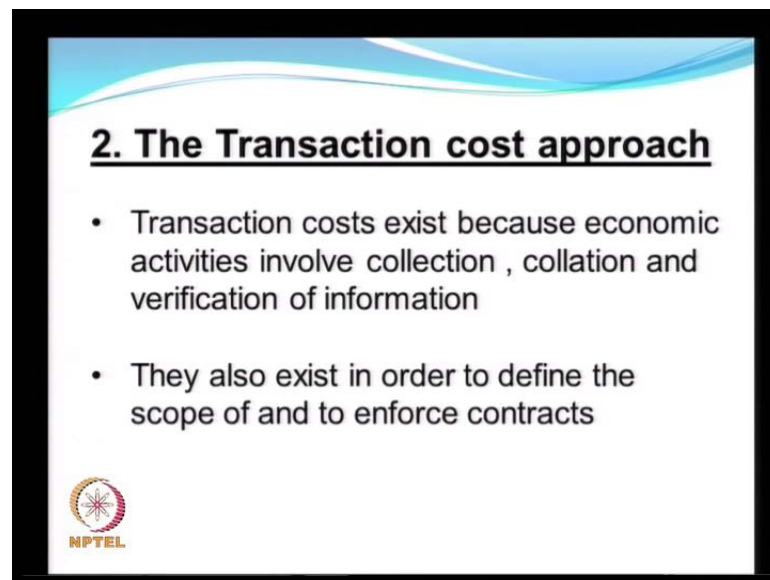 2. The Transaction cost approach
• Transaction costs exist because economic
activities involve collection , collation and
verification of information
• They also exist in order to define the
scope of and to enforce contracts
NPTEL